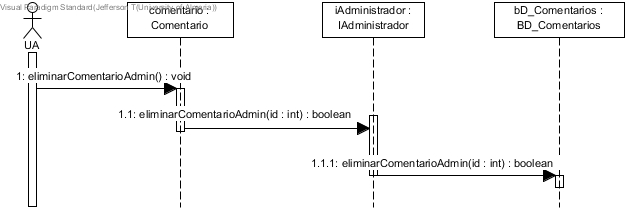 Visual Paradigm Standard(Jefferson T(University of Almeria))
comentario :
Comentario
iAdministrador :
IAdministrador
bD_Comentarios :
BD_Comentarios
UA
1: eliminarComentarioAdmin() : void
1.1: eliminarComentarioAdmin(id : int) : boolean
1.1.1: eliminarComentarioAdmin(id : int) : boolean